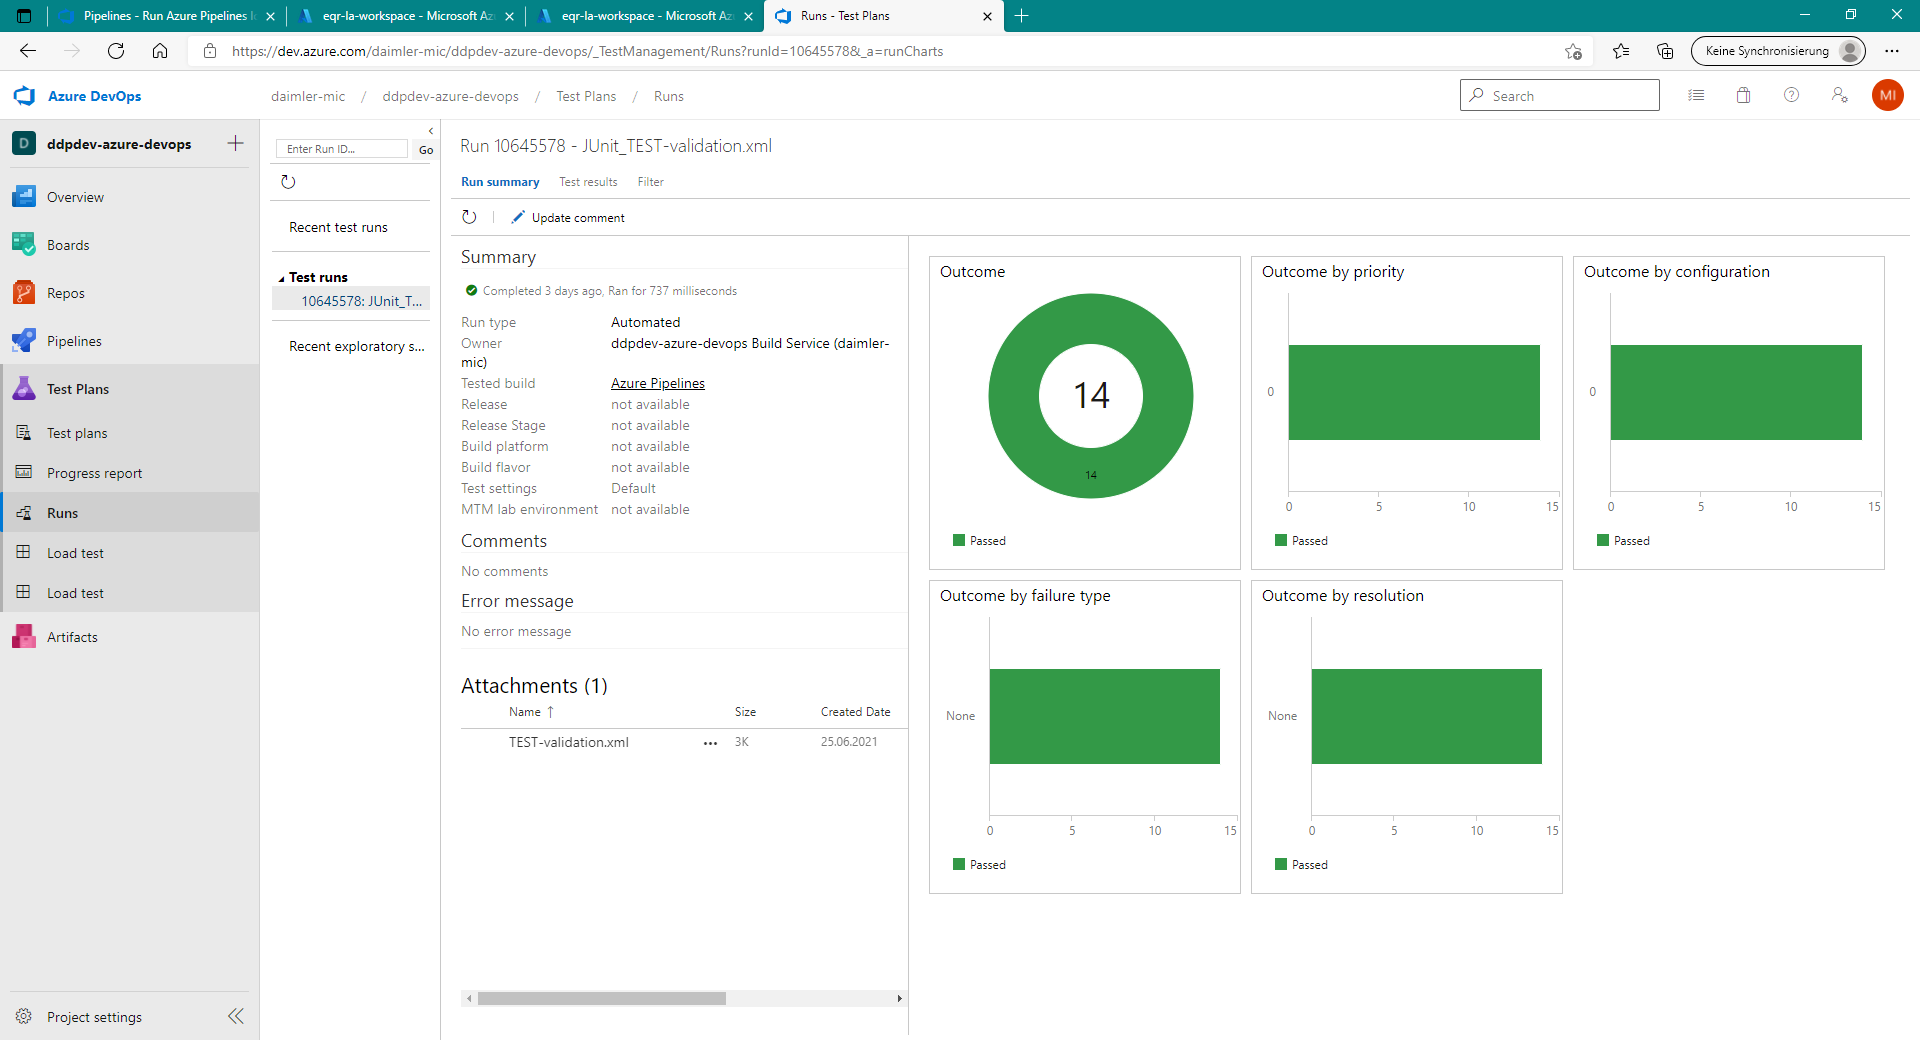 Pipelines - Run Azure Pipelines
eqr-la-workspace - Microsoft Az
eqr-la-workspace - Microsoft Az
Runs - Test Plans
https://dev.azure.com/daimler-mic/ddpdev-azure-devops/_TestManagement/Runs?runId=10645578&_a=runCharts
Keine Synchronisierung
Azure DevOps
daimler-mic / ddpdev-azure-devops / Test Plans / Runs
Search
MI
D ddpdev-azure-devops
Overview
Boards
Repos
Pipelines
Test Plans
Test plans
Progress report
Runs
Load test
Load test
Artifacts
Project settings
Enter Run ID...
Go
Recent test runs
Test runs
10645578: JUnit_T...
Recent exploratory s...
Run 10645578 - JUnit_TEST-validation.xml
Run summary Test results Filter
Update comment
Summary
Completed 3 days ago, Ran for 737 milliseconds
Run type Automated
Owner ddpdev-azure-devops Build Service (daimler-
mic)
Tested build Azure Pipelines
Release not available
Release Stage not available
Build platform not available
Build flavor not available
Test settings Default
MTM lab environment not available
Comments
No comments
Error message
No error message
Attachments (1)
Name ↑ Size Created Date
TEST-validation.xml ... 3K 25.06.2021
Outcome
14
14
Passed
Outcome by priority
0
0 5 10 15
Passed
Outcome by configuration
0
0 5 10 15
Passed
Outcome by failure type
None
0 5 10 15
Passed
Outcome by resolution
None
0 5 10 15
Passed